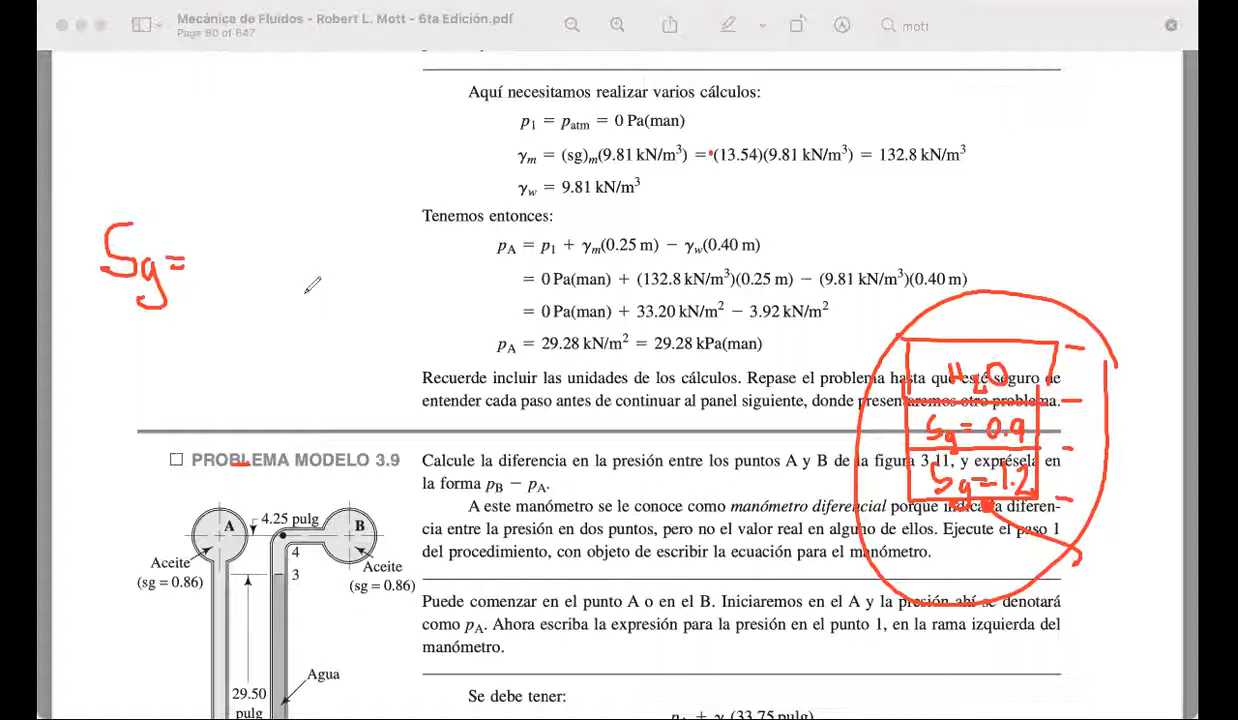 Mecánica de Fluidos - Robert L. Mott - 6ta Edición.pdf
Page 90 of 647
mott
Aquí necesitamos realizar varios cálculos:
p₁ = pₐₜₘ = 0 Pa(man)
γₘ = (sg)ₘ(9.81 kN/m³) = (13.54)(9.81 kN/m³) = 132.8 kN/m³
γ_w = 9.81 kN/m³
Tenemos entonces:
p_A = p₁ + γₘ(0.25 m) − γ_w(0.40 m)
= 0 Pa(man) + (132.8 kN/m³)(0.25 m) − (9.81 kN/m³)(0.40 m)
= 0 Pa(man) + 33.20 kN/m² − 3.92 kN/m²
p_A = 29.28 kN/m² = 29.28 kPa(man)
Recuerde incluir las unidades de los cálculos. Repase el problema hasta que esté seguro de
entender cada paso antes de continuar al panel siguiente, donde presentaremos otro problema.
Sg =
H₂O
Sg = 0.9
Sg = 1.2
PROBLEMA MODELO 3.9
Calcule la diferencia en la presión entre los puntos A y B de la figura 3.11, y exprésela en
la forma p_B − p_A.
A este manómetro se le conoce como manómetro diferencial porque indica la diferen-
cia entre la presión en dos puntos, pero no el valor real en alguno de ellos. Ejecute el paso 1
del procedimiento, con objeto de escribir la ecuación para el manómetro.
Puede comenzar en el punto A o en el B. Iniciaremos en el A y la presión ahí se denotará
como p_A. Ahora escriba la expresión para la presión en el punto 1, en la rama izquierda del
manómetro.
Se debe tener:
p_A + γ (33.75 pulg)
A
4.25 pulg
B
4
3
Aceite
(sg = 0.86)
Aceite
(sg = 0.86)
Agua
29.50
pulg